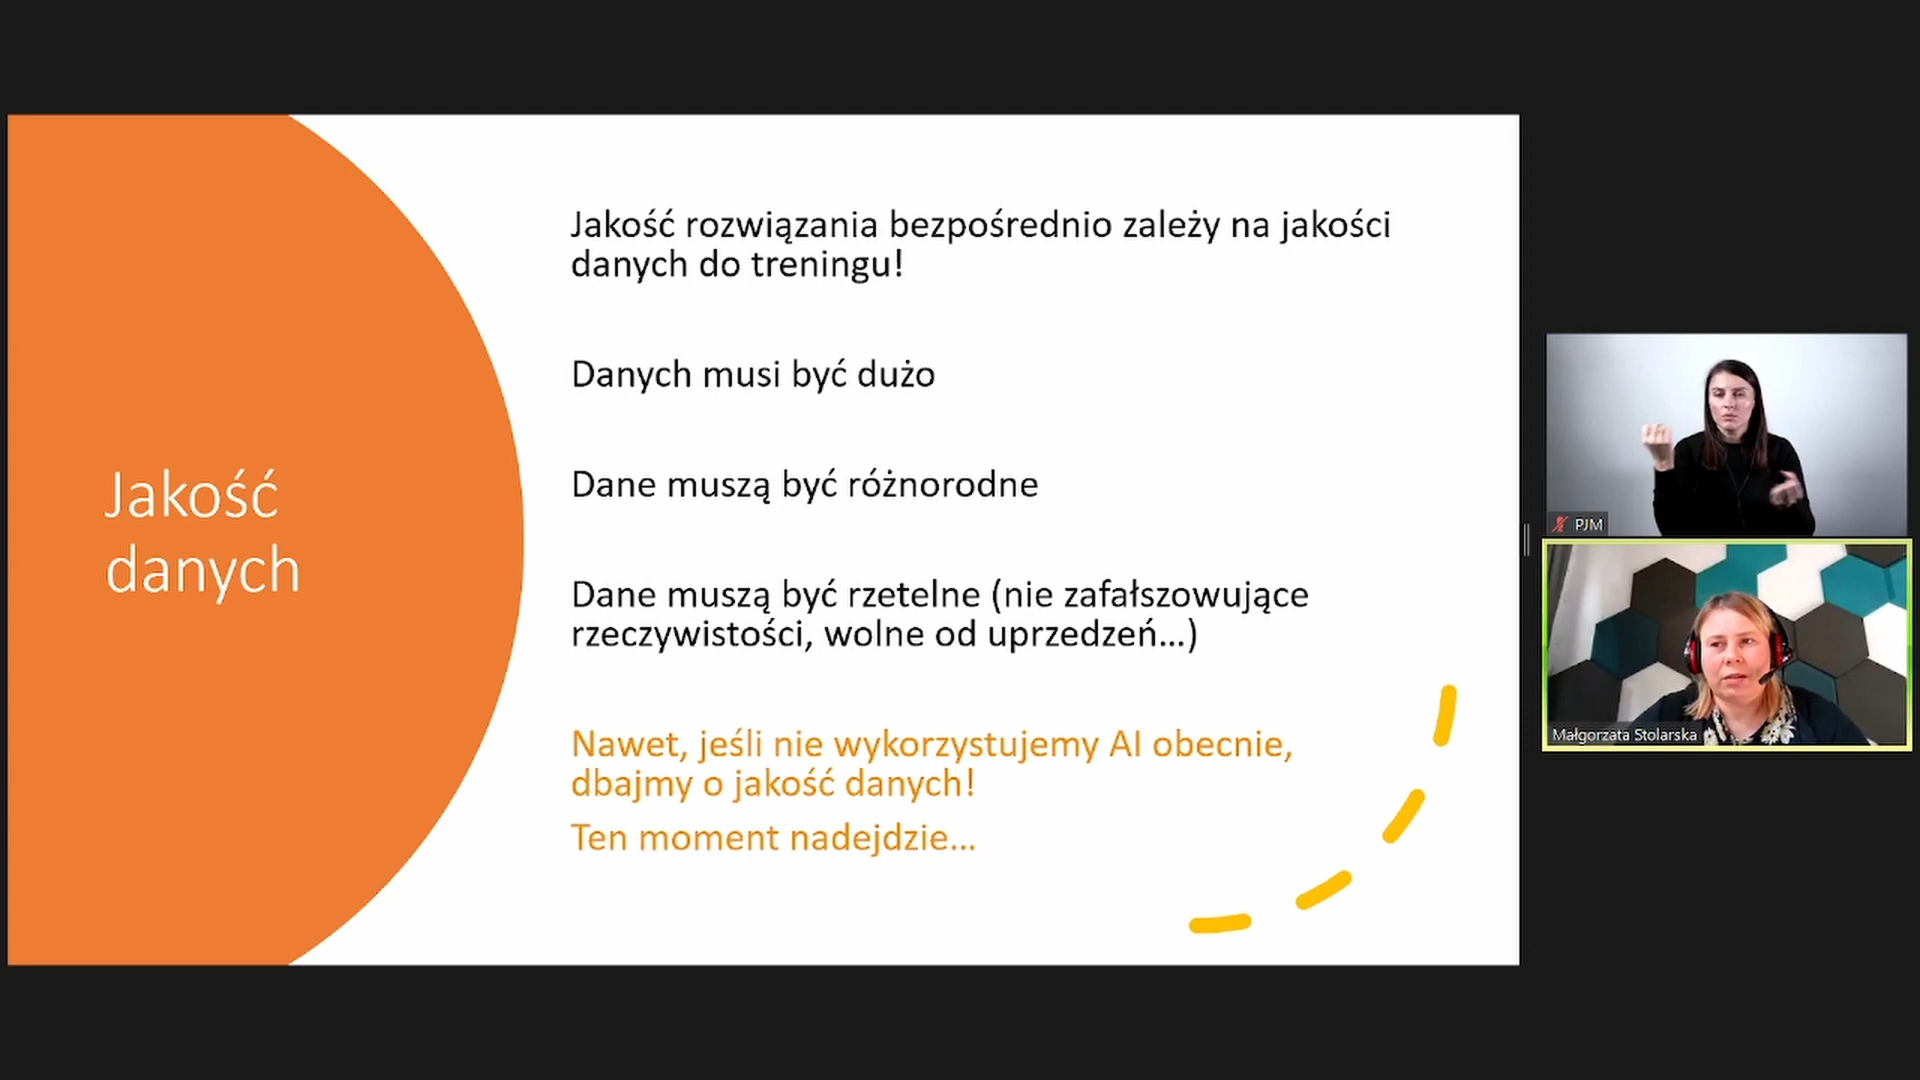 Jakość
danych
Jakość rozwiązania bezpośrednio zależy na jakości
danych do treningu!
Danych musi być dużo
Dane muszą być różnorodne
Dane muszą być rzetelne (nie zafałszowujące
rzeczywistości, wolne od uprzedzeń...)
Nawet, jeśli nie wykorzystujemy AI obecnie,
dbajmy o jakość danych!
Ten moment nadejdzie...
PJM
Małgorzata Stolarska